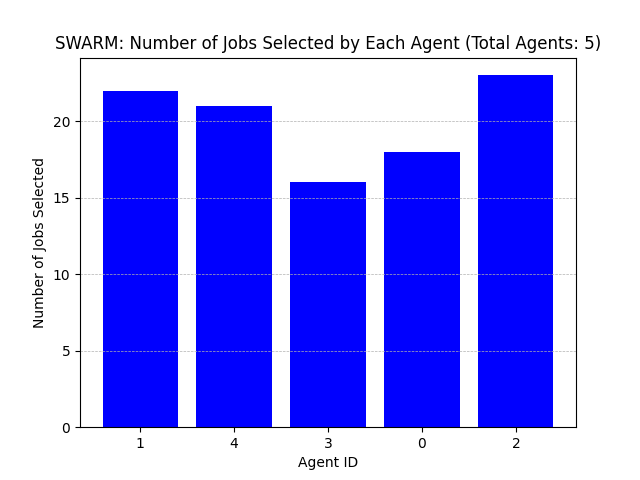 SWARM: Number of Jobs Selected by Each Agent (Total Agents: 5)
Number of Jobs Selected
20
15
10
5
0
1 4 3 0 2
Agent ID